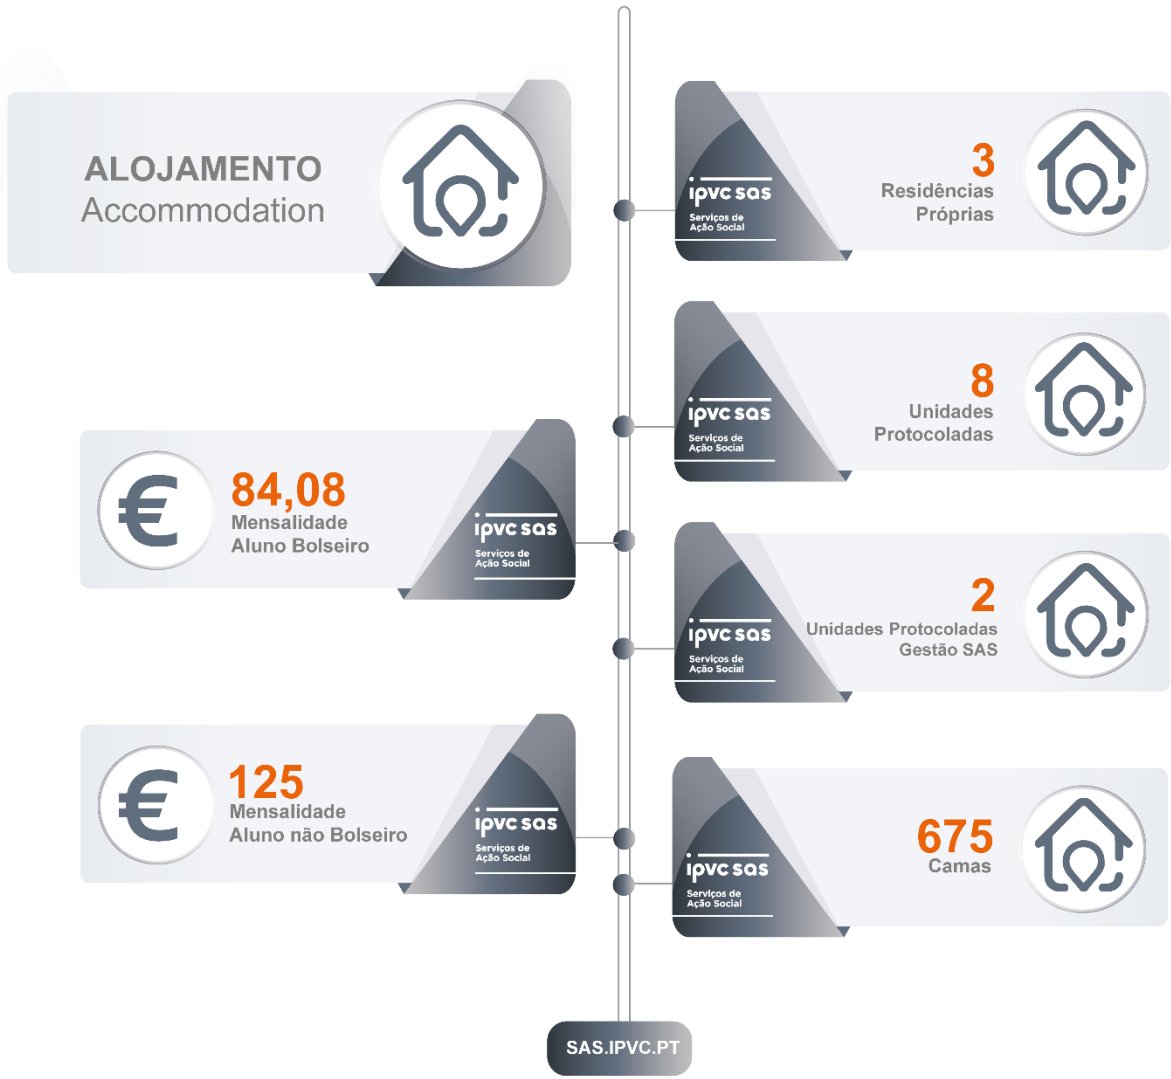 ALOJAMENTO
Accommodation
ipvc sas
Serviços de
Ação Social
3
Residências
Próprias
ipvc sas
Serviços de
Ação Social
8
Unidades
Protocoladas
€
84,08
Mensalidade
Aluno Bolseiro
ipvc sas
Serviços de
Ação Social
ipvc sas
Serviços de
Ação Social
2
Unidades Protocoladas
Gestão SAS
€
125
Mensalidade
Aluno não Bolseiro
ipvc sas
Serviços de
Ação Social
ipvc sas
Serviços de
Ação Social
675
Camas
SAS.IPVC.PT